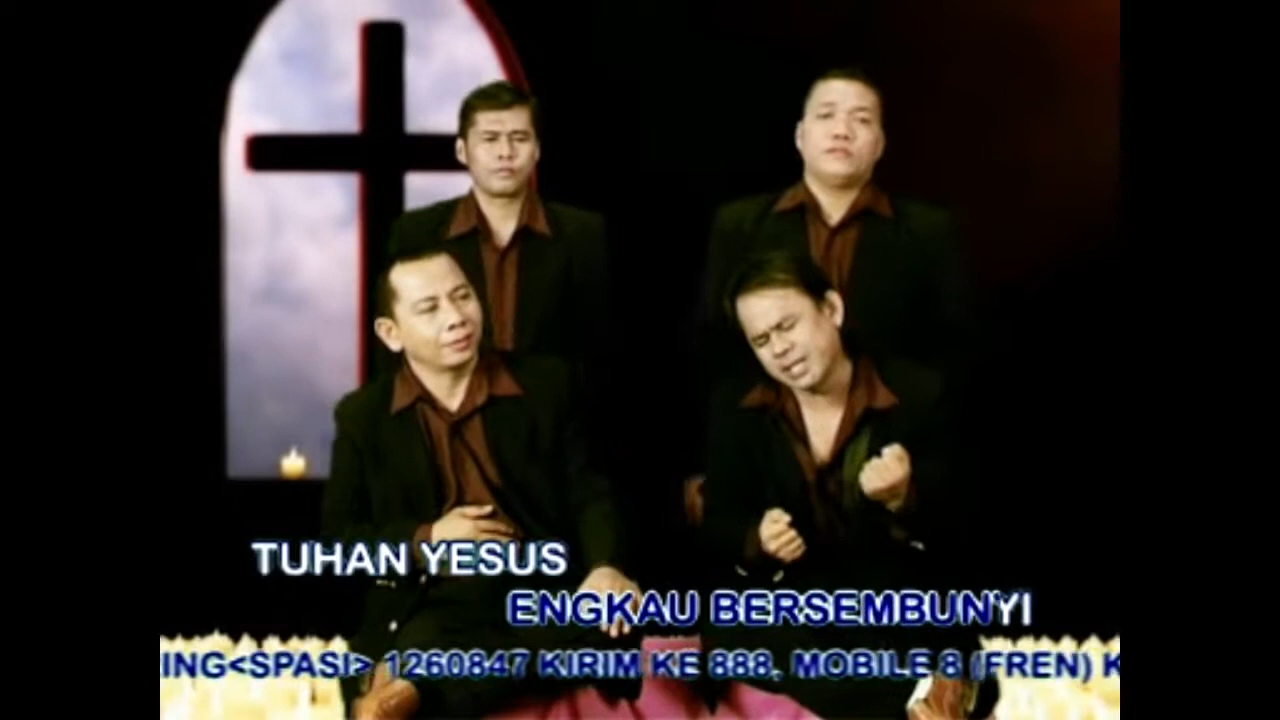 TUHAN YESUS
ENGKAU BERSEMBUNYI
ING<SPASI> 1260847 KIRIM KE 888, MOBILE 8 (FREN) K